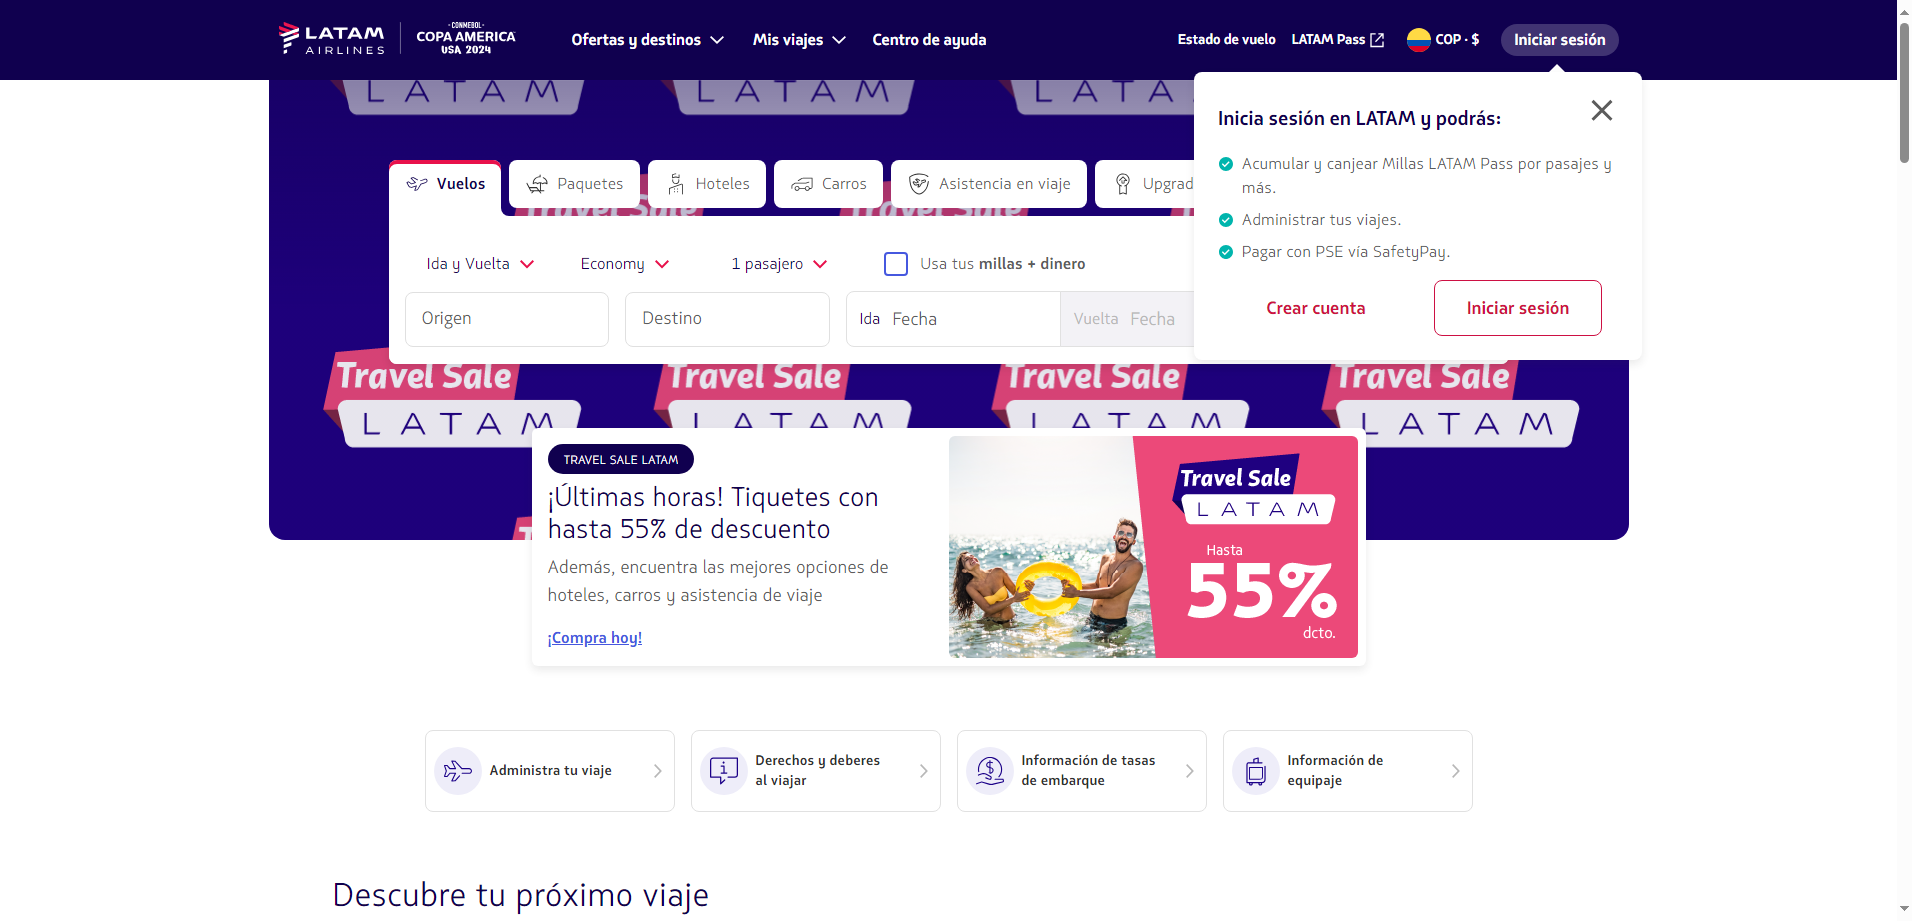 LATAM AIRLINES
CONMEBOL COPA AMERICA USA 2024
Ofertas y destinos
Mis viajes
Centro de ayuda
Estado de vuelo
LATAM Pass
COP · $
Iniciar sesión
LATAM
LATAM
LATA
Inicia sesión en LATAM y podrás:
Acumular y canjear Millas LATAM Pass por pasajes y
más.
Administrar tus viajes.
Pagar con PSE vía SafetyPay.
Crear cuenta
Iniciar sesión
Vuelos
Paquetes
Hoteles
Carros
Asistencia en viaje
Upgrad
Travel Sale
Travel Sale
Ida y Vuelta
Economy
1 pasajero
Usa tus millas + dinero
Origen
Destino
Ida Fecha
Vuelta Fecha
Travel Sale
LATAM
Travel Sale
LATAM
Travel Sale
LATAM
Travel Sale
LATAM
TRAVEL SALE LATAM
¡Últimas horas! Tiquetes con
hasta 55% de descuento
Además, encuentra las mejores opciones de
hoteles, carros y asistencia de viaje
¡Compra hoy!
Travel Sale
LATAM
Hasta
55%
dcto.
Administra tu viaje
Derechos y deberes
al viajar
Información de tasas
de embarque
Información de
equipaje
Descubre tu próximo viaje